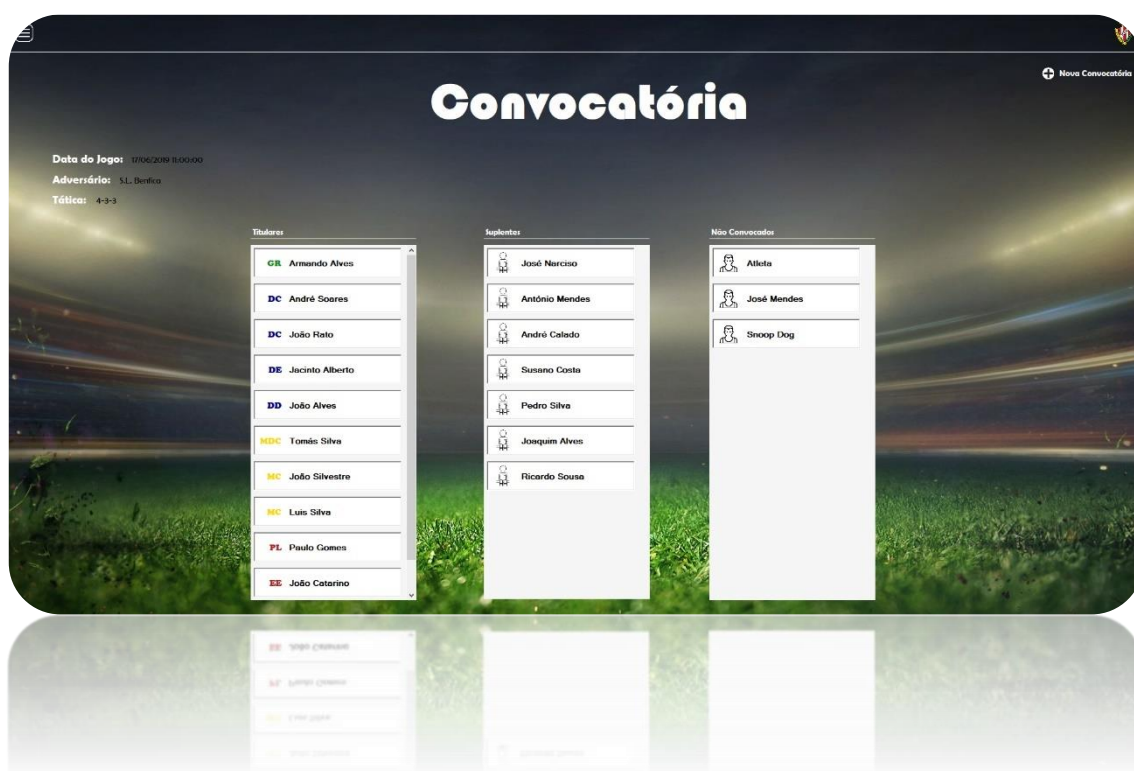 Nova Convocatória
Convocatória
Data do Jogo: 17/06/2019 11:00:00
Adversário: S.L. Benfica
Tática: 4-3-3
Titulares
GR Armando Alves
DC André Soares
DC João Rato
DE Jacinto Alberto
DD João Alves
MDC Tomás Silva
MC João Silvestre
MC Luis Silva
PL Paulo Gomes
EE João Catarino
Suplentes
José Narciso
António Mendes
André Calado
Susano Costa
Pedro Silva
Joaquim Alves
Ricardo Sousa
Não Convocados
Atleta
José Mendes
Snoop Dog